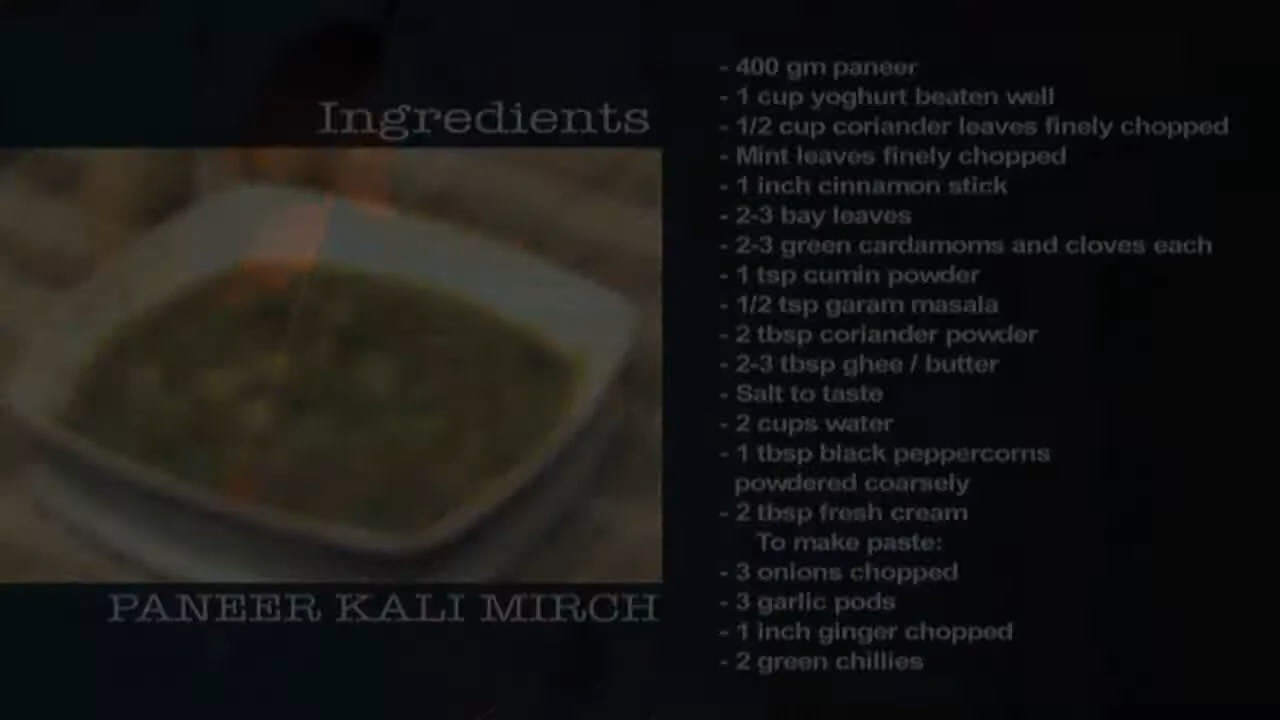 Ingredients
PANEER KALI MIRCH
- 400 gm paneer
- 1 cup yoghurt beaten well
- 1/2 cup coriander leaves finely chopped
- Mint leaves finely chopped
- 1 inch cinnamon stick
- 2-3 bay leaves
- 2-3 green cardamoms and cloves each
- 1 tsp cumin powder
- 1/2 tsp garam masala
- 2 tbsp coriander powder
- 2-3 tbsp ghee / butter
- Salt to taste
- 2 cups water
- 1 tbsp black peppercorns
powdered coarsely
- 2 tbsp fresh cream
To make paste:
- 3 onions chopped
- 3 garlic pods
- 1 inch ginger chopped
- 2 green chillies